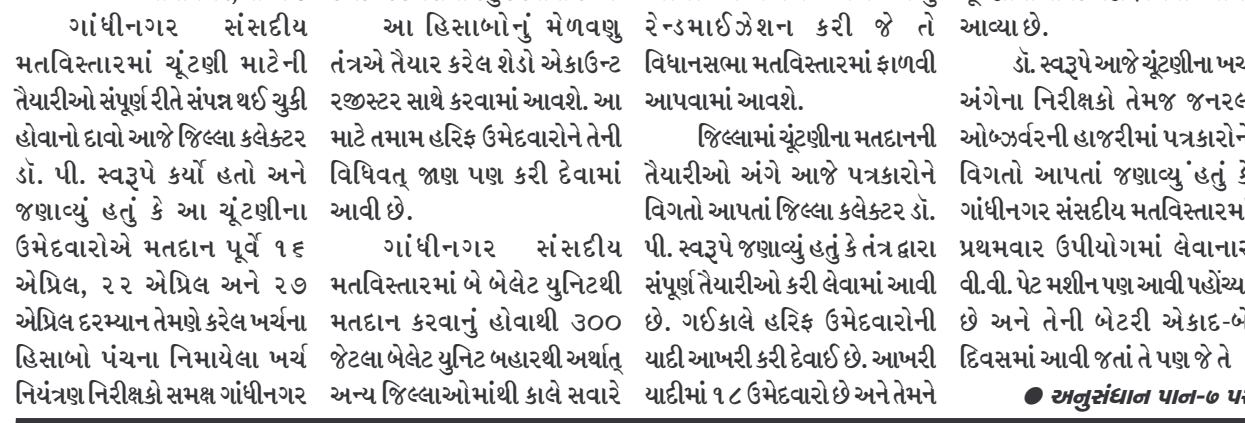 ગાંધીનગર સંસદીય
મતવિસ્તારમાં ચૂંટણી માટેની
તૈયારીઓ સંપૂર્ણ રીતે સંપન્ન થઈ ચુકી
હોવાનો દાવો આજે જિલ્લા કલેક્ટર
ડૉ. પી. સ્વરૂપે કર્યો હતો અને
જણાવ્યું હતું કે આ ચૂંટણીના
ઉમેદવારોએ મતદાન પૂર્વે ૧૬
એપ્રિલ, ૨૨ એપ્રિલ અને ૨૭
એપ્રિલ દરમ્યાન તેમણે કરેલ ખર્ચના
હિસાબો પંચના નિમાયેલા ખર્ચ
નિયંત્રણ નિરીક્ષકો સમક્ષ ગાંધીનગર
આ હિસાબોનું મેળવણુ
તંત્રએ તૈયાર કરેલ શેડો એકાઉન્ટ
રજીસ્ટર સાથે કરવામાં આવશે. આ
માટે તમામ હરિફ ઉમેદવારોને તેની
વિધિવત્ જાણ પણ કરી દેવામાં
આવી છે.
ગાંધીનગર સંસદીય
મતવિસ્તારમાં બે બેલેટ યુનિટથી
મતદાન કરવાનું હોવાથી ૩૦૦
જેટલા બેલેટ યુનિટ બહારથી અર્થાત્
અન્ય જિલ્લાઓમાંથી કાલે સવારે
રેન્ડમાઈઝેશન કરી જે તે
વિધાનસભા મતવિસ્તારમાં ફાળવી
આપવામાં આવશે.
જિલ્લામાં ચૂંટણીના મતદાનની
તૈયારીઓ અંગે આજે પત્રકારોને
વિગતો આપતાં જિલ્લા કલેક્ટર ડૉ.
પી. સ્વરૂપે જણાવ્યું હતું કે તંત્ર દ્વારા
સંપૂર્ણ તૈયારીઓ કરી લેવામાં આવી
છે. ગઈકાલે હરિફ ઉમેદવારોની
યાદી આખરી કરી દેવાઈ છે. આખરી
યાદીમાં ૧૮ ઉમેદવારો છે અને તેમને
આવ્યા છે.
ડૉ. સ્વરૂપે આજે ચૂંટણીના ખર્ચ
અંગેના નિરીક્ષકો તેમજ જનરલ
ઓબ્ઝર્વરની હાજરીમાં પત્રકારોને
વિગતો આપતાં જણાવ્યું હતું કે
ગાંધીનગર સંસદીય મતવિસ્તારમાં
પ્રથમવાર ઉપીયોગમાં લેવાનાર
વી.વી. પેટ મશીન પણ આવી પહોંચ્યા
છે અને તેની બેટરી એકાદ-બે
દિવસમાં આવી જતાં તે પણ જે તે
● અનુસંધાન પાન-૭ પર